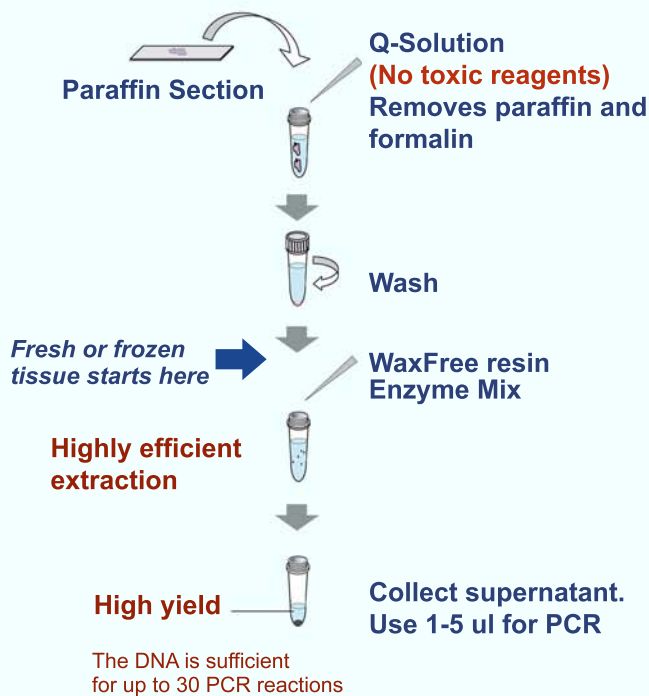 Paraffin Section
Q-Solution
(No toxic reagents)
Removes paraffin and
formalin
Wash
Fresh or frozen
tissue starts here
WaxFree resin
Enzyme Mix
Highly efficient
extraction
High yield
Collect supernatant.
Use 1-5 ul for PCR
The DNA is sufficient
for up to 30 PCR reactions